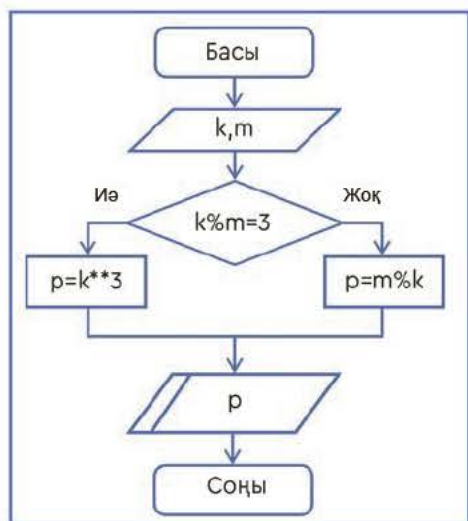 Басы
k,m
Иә
Жоқ
k%m=3
p=k**3
p=m%k
p
Соңы